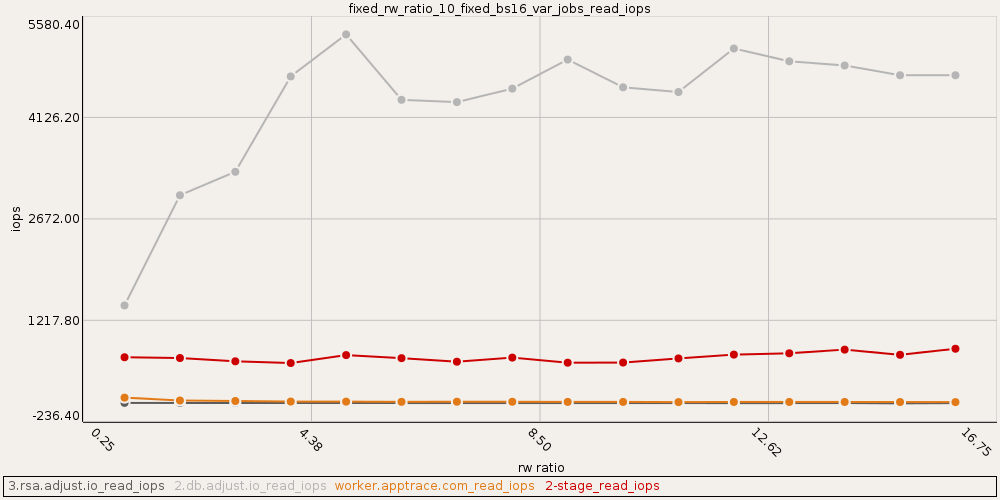 fixed_rw_ratio_10_fixed_bs16_var_jobs_read_iops
5580.40
4126.20
2672.00
1217.80
-236.40
iops
0.25
4.38
8.50
12.62
16.75
rw ratio
3.rsa.adjust.io_read_iops 2.db.adjust.io_read_iops worker.apptrace.com_read_iops 2-stage_read_iops